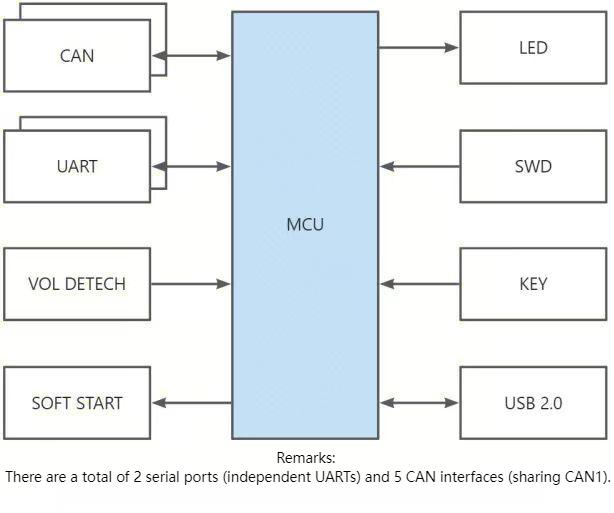 CAN
LED
UART
SWD
MCU
VOL DETECH
KEY
SOFT START
USB 2.0
Remarks:
There are a total of 2 serial ports (independent UARTs) and 5 CAN interfaces (sharing CAN1).